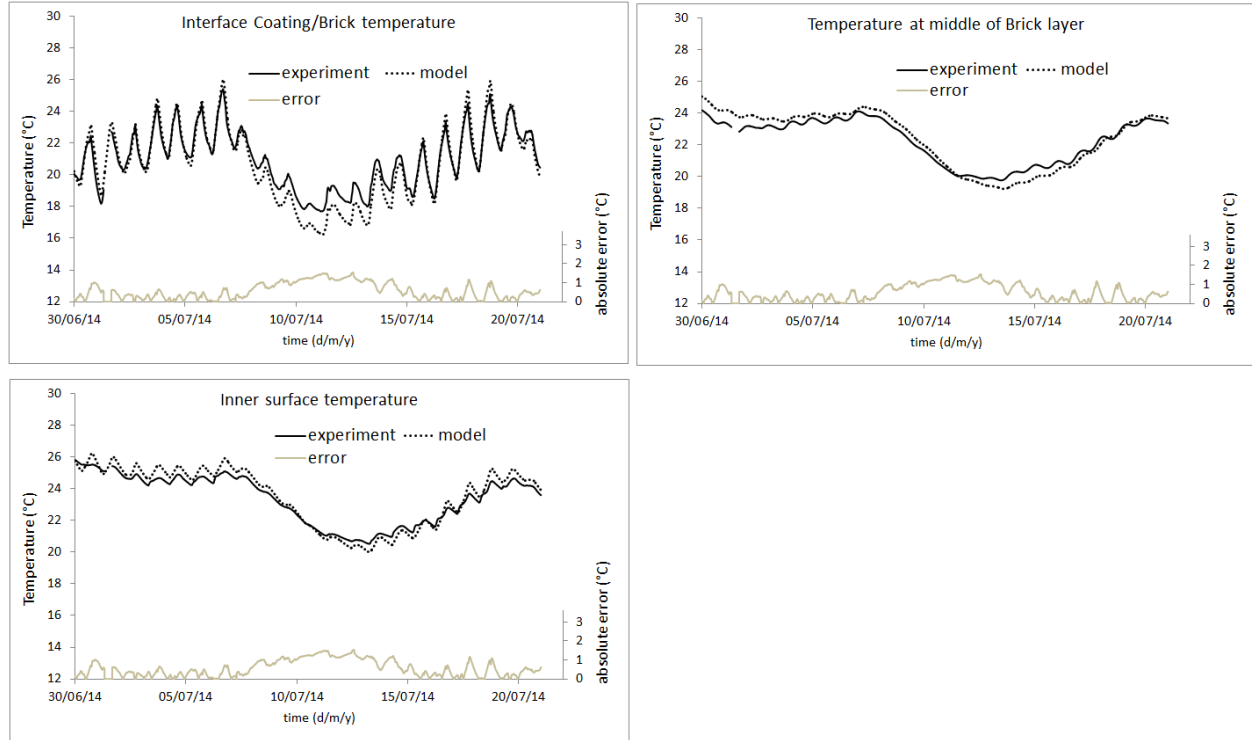 Interface Coating/Brick temperature
experiment model
error
Temperature (°C)
30
28
26
24
22
20
18
16
14
12
3
2
1
0
absolute error (°C)
30/06/14 05/07/14 10/07/14 15/07/14 20/07/14
time (d/m/y)
Temperature at middle of Brick layer
experiment model
error
Temperature (°C)
30
28
26
24
22
20
18
16
14
12
3
2
1
0
absolute error (°C)
30/06/14 05/07/14 10/07/14 15/07/14 20/07/14
time (d/m/y)
Inner surface temperature
experiment model
error
Temperature (°C)
30
28
26
24
22
20
18
16
14
12
3
2
1
0
absolute error (°C)
30/06/14 05/07/14 10/07/14 15/07/14 20/07/14
time (d/m/y)